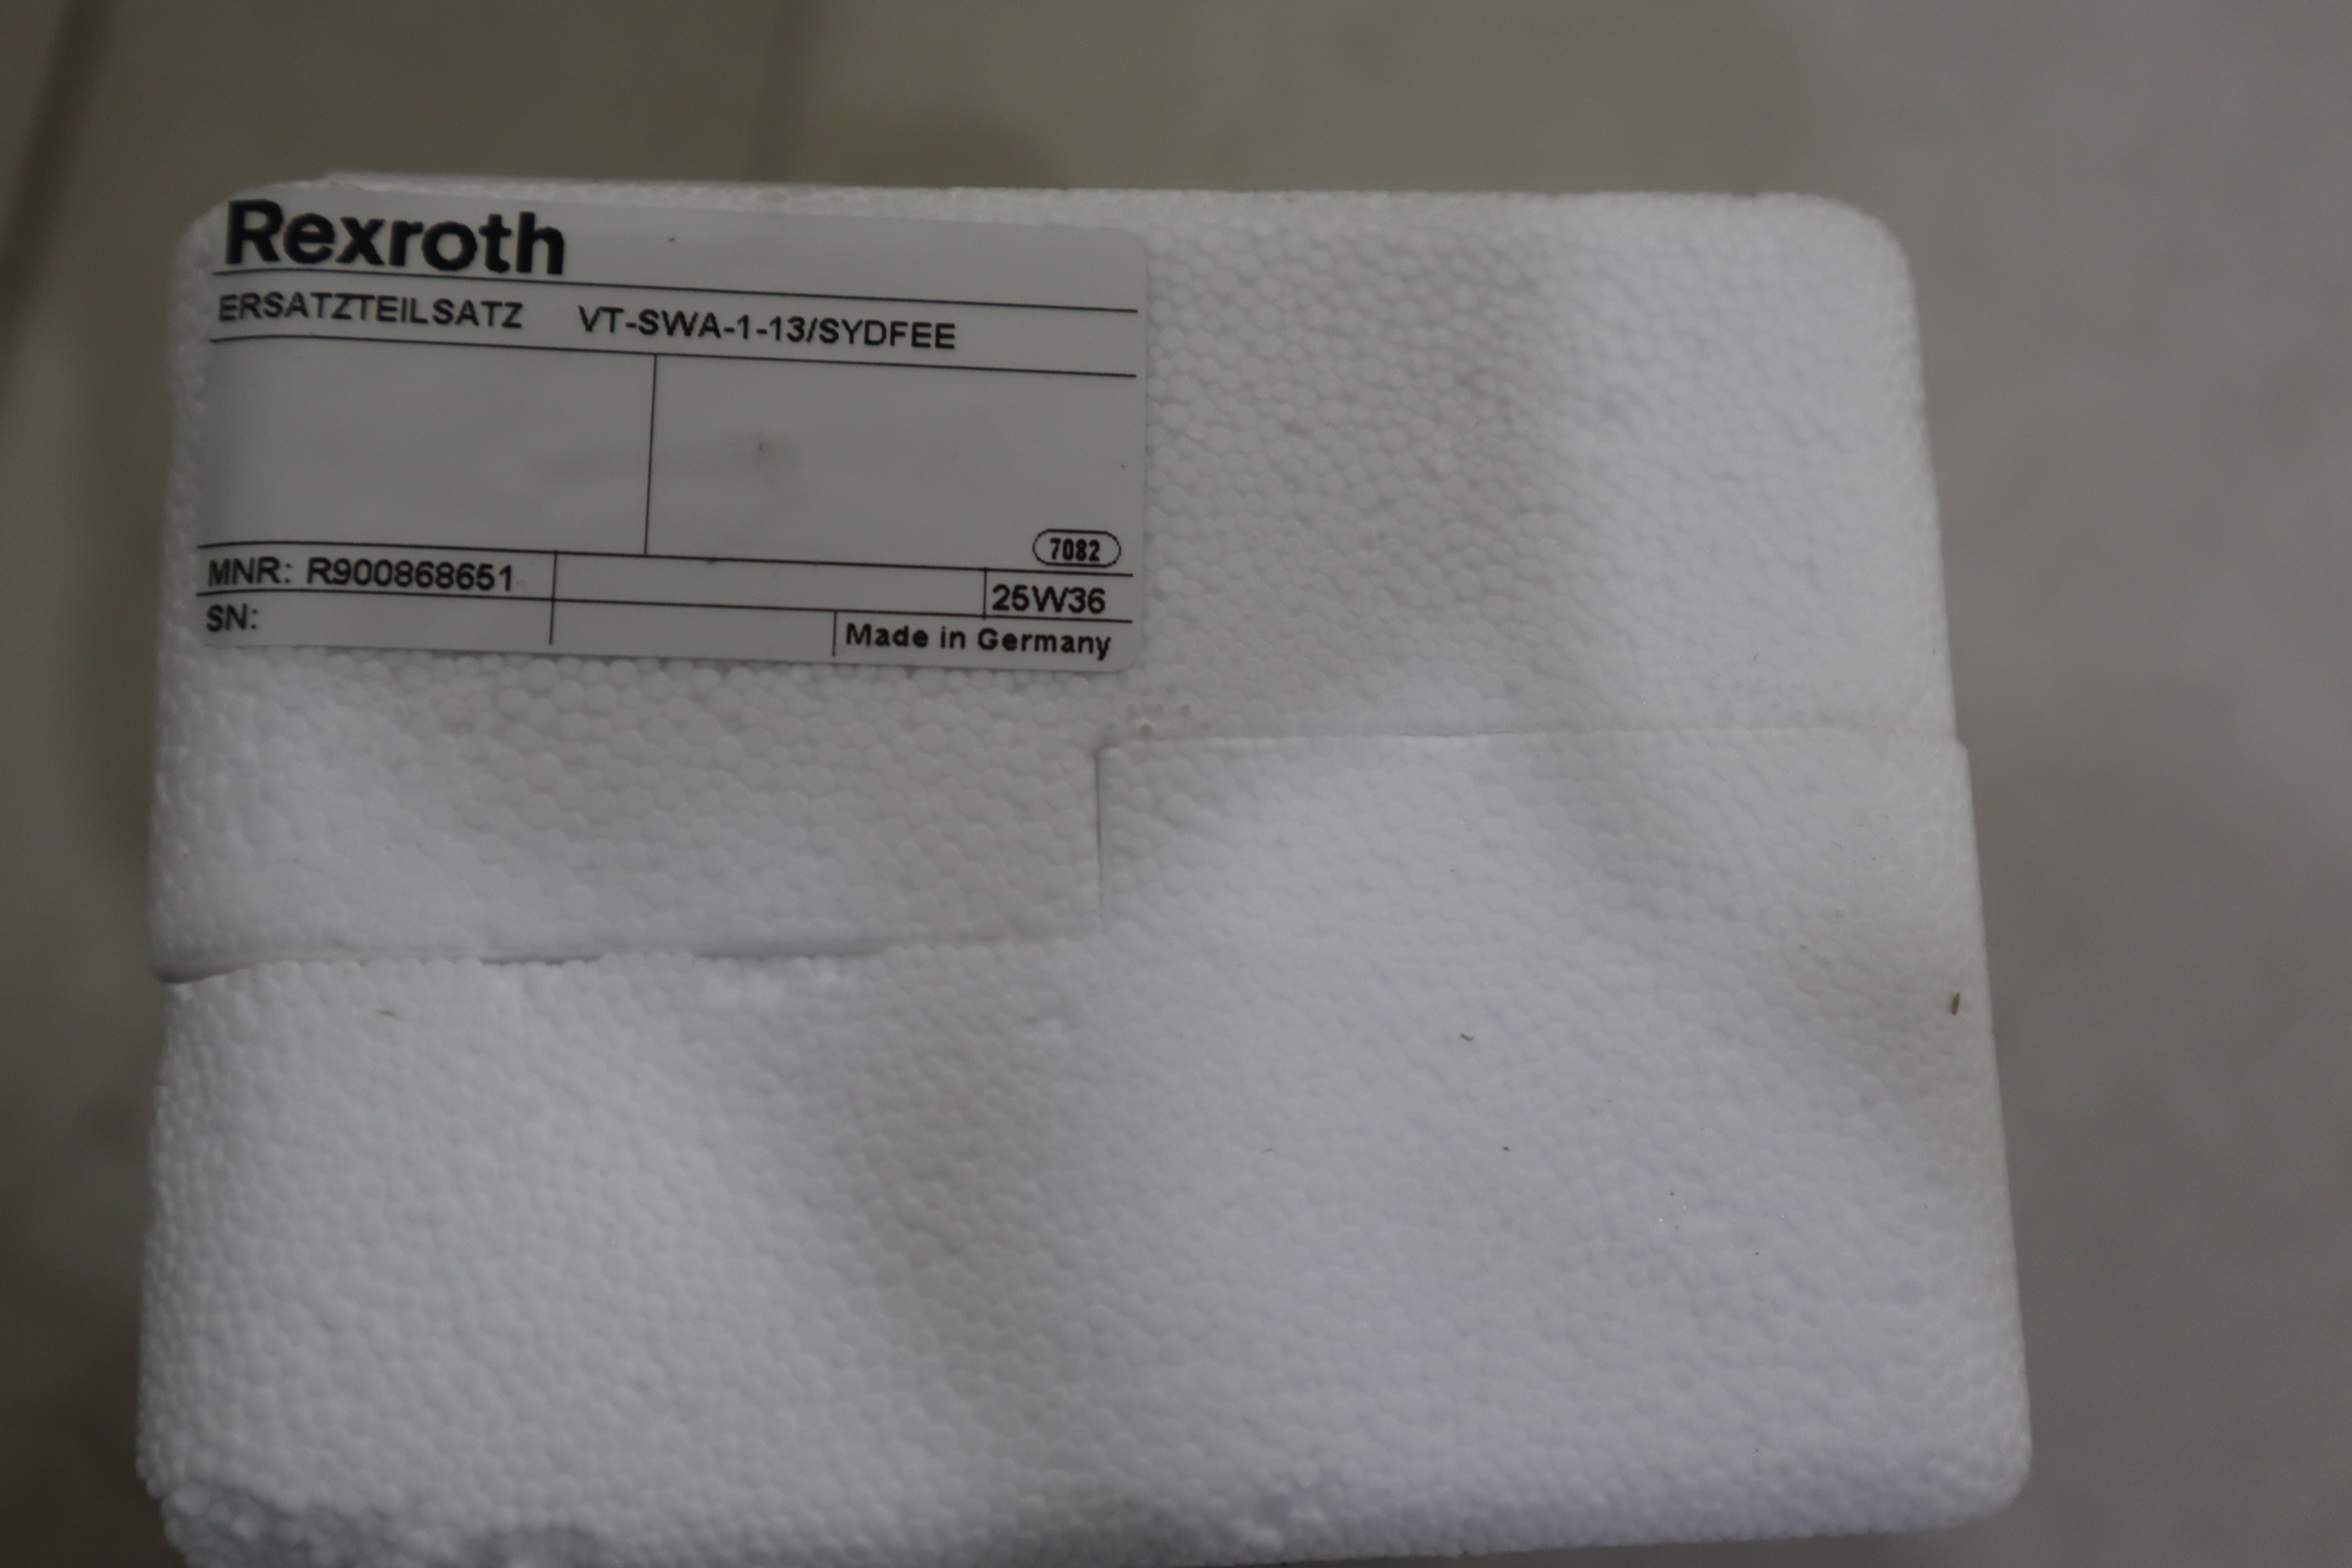 Rexroth
ERSATZTEILSATZ VT-SWA-1-13/SYDFEE
7082
MNR: R900868651
25W36
SN:
Made in Germany